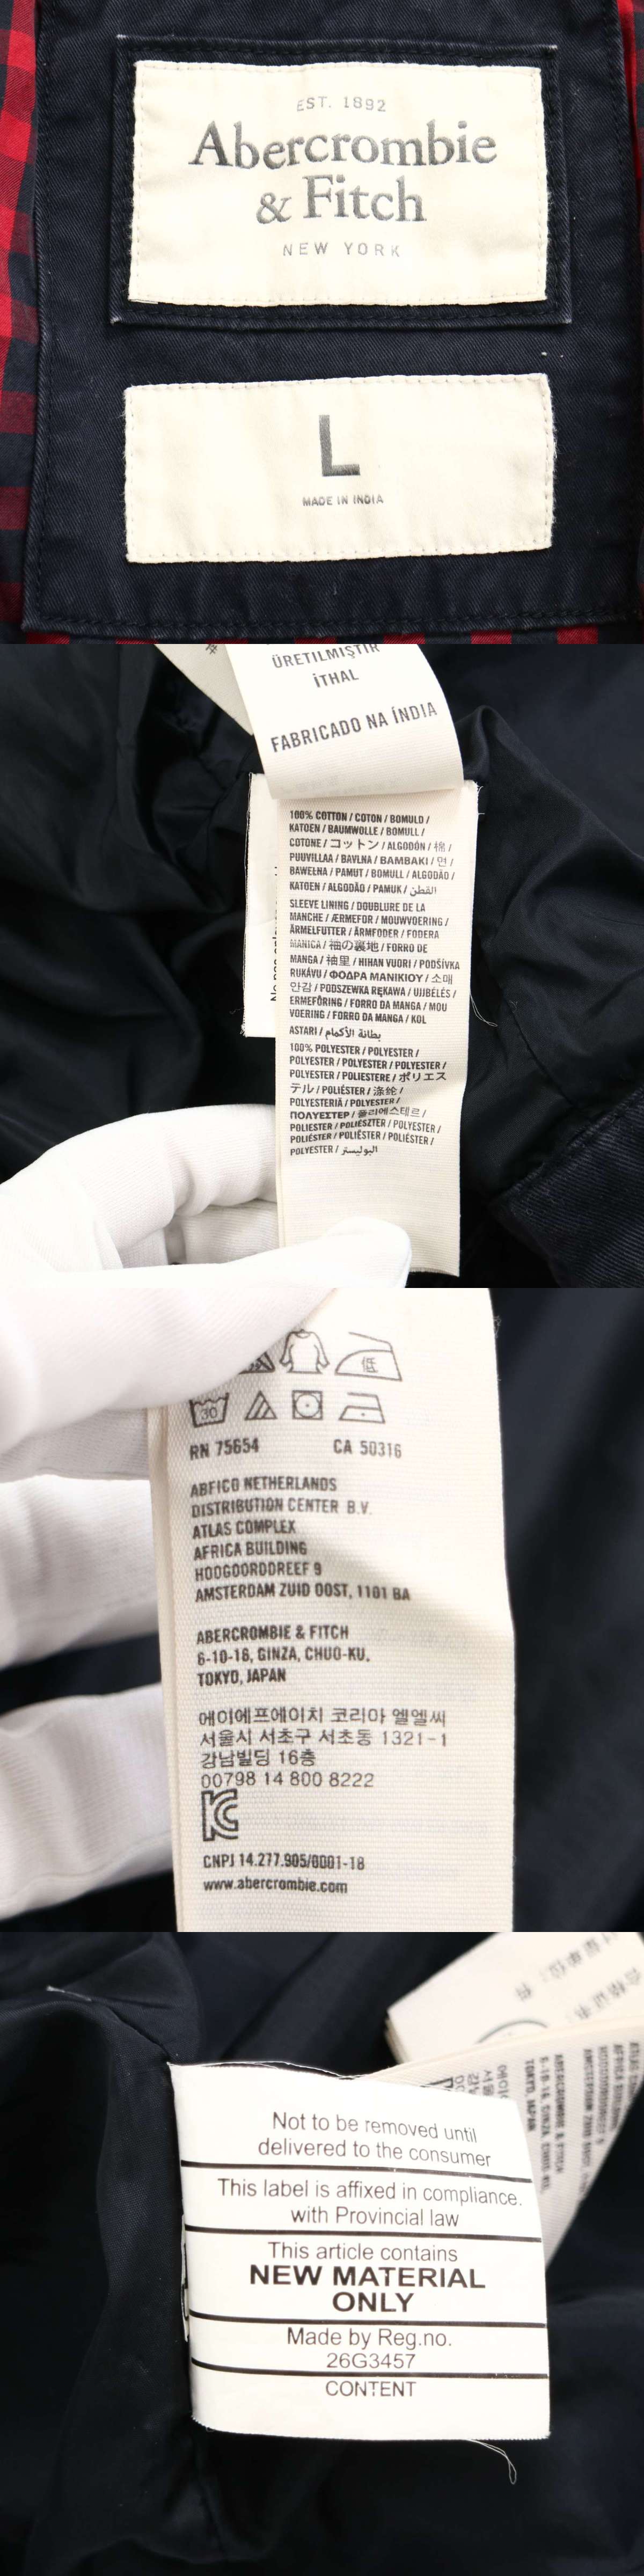 EST. 1892
Abercrombie
& Fitch
NEW YORK
L
MADE IN INDIA
ÜRETILMIŞTIR
İTHAL
FABRICADO NA ÍNDIA
100% COTTON / COTON / BOMULD /
KATOEN / BAUMWOLLE / BOMULL /
COTONE / コットン / ALGODÓN / 棉 /
PUUVILLAA / BAVLNA / BAMBAKI / 면 /
BAWEŁNA / PAMUT / BOMULL / ALGODÃO /
KATOEN / ALGODÃO / PAMUK / القطن
SLEEVE LINING / DOUBLURE DE LA
MANCHE / ÆRMEFOR / MOUWVOERING /
ÄRMELFUTTER / ÄRMFODER / FODERA
MANICA / 袖の裏地 / FORRO DE
MANGA / 袖里 / HIHAN VUORI / PODŠÍVKA
RUKÁVU / ΦΟΔΡΑ ΜΑΝΙΚΙΟΥ / 소매
안감 / PODSZEWKA RĘKAWA / UJJBÉLÉS /
ERMEFÔRING / FORRO DA MANGA / MOU
VOERING / FORRO DA MANGA / KOL
ASTARI / بطانة الأكمام
100% POLYESTER / POLYESTER /
POLYESTER / POLYESTER / POLYESTER /
POLYESTER / POLIESTERE / ポリエス
テル / POLIÉSTER / 涤纶 /
POLYESTERIÄ / POLYESTER /
ΠΟΛΥΕΣΤΕΡ / 폴리에스테르 /
POLIESTER / POLIÉSZTER / POLYESTER /
POLIÉSTER / POLIËSTER / POLIÉSTER /
POLYESTER / البوليستر
低
30
RN 75654 CA 50316
ABFICO NETHERLANDS
DISTRIBUTION CENTER B.V.
ATLAS COMPLEX
AFRICA BUILDING
HOOGOORDDREEF 9
AMSTERDAM ZUID OOST, 1101 BA
ABERCROMBIE & FITCH
6-10-16, GINZA, CHUO-KU,
TOKYO, JAPAN
에이에프에이치 코리아 엘엘씨
서울시 서초구 서초동 1321-1
강남빌딩 16층
00798 14 800 8222
CNPJ 14.277.905/0001-18
www.abercrombie.com
Not to be removed until
delivered to the consumer
This label is affixed in compliance.
with Provincial law
This article contains
NEW MATERIAL
ONLY
Made by Reg.no.
26G3457
CONTENT